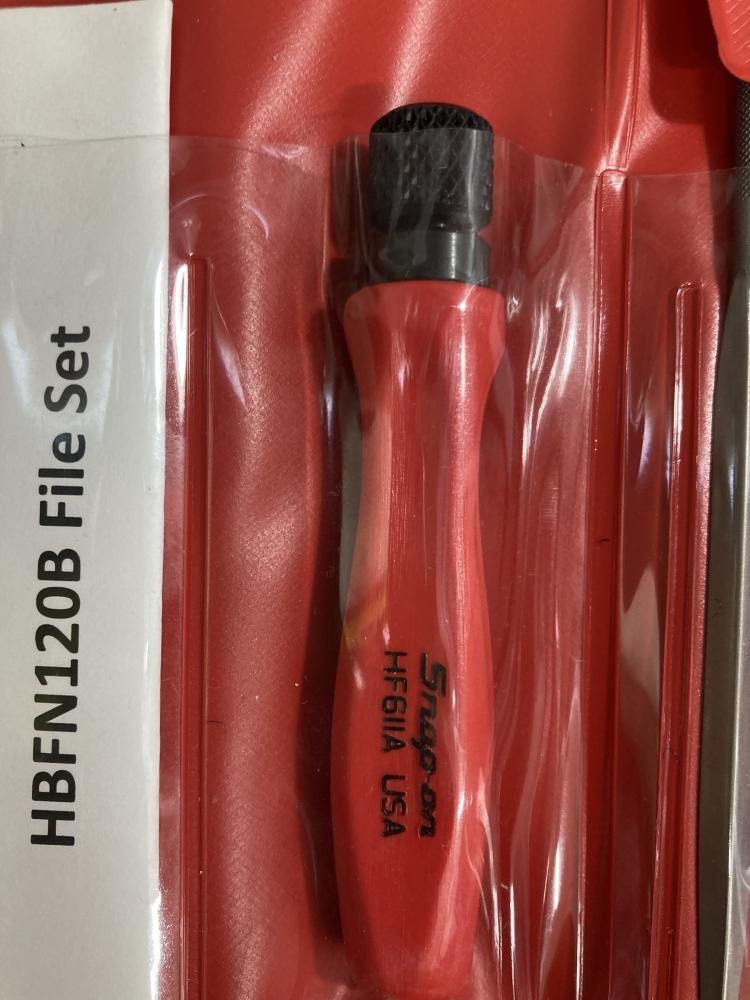 HBFN120B File Set
Snap-on
HF611A USA